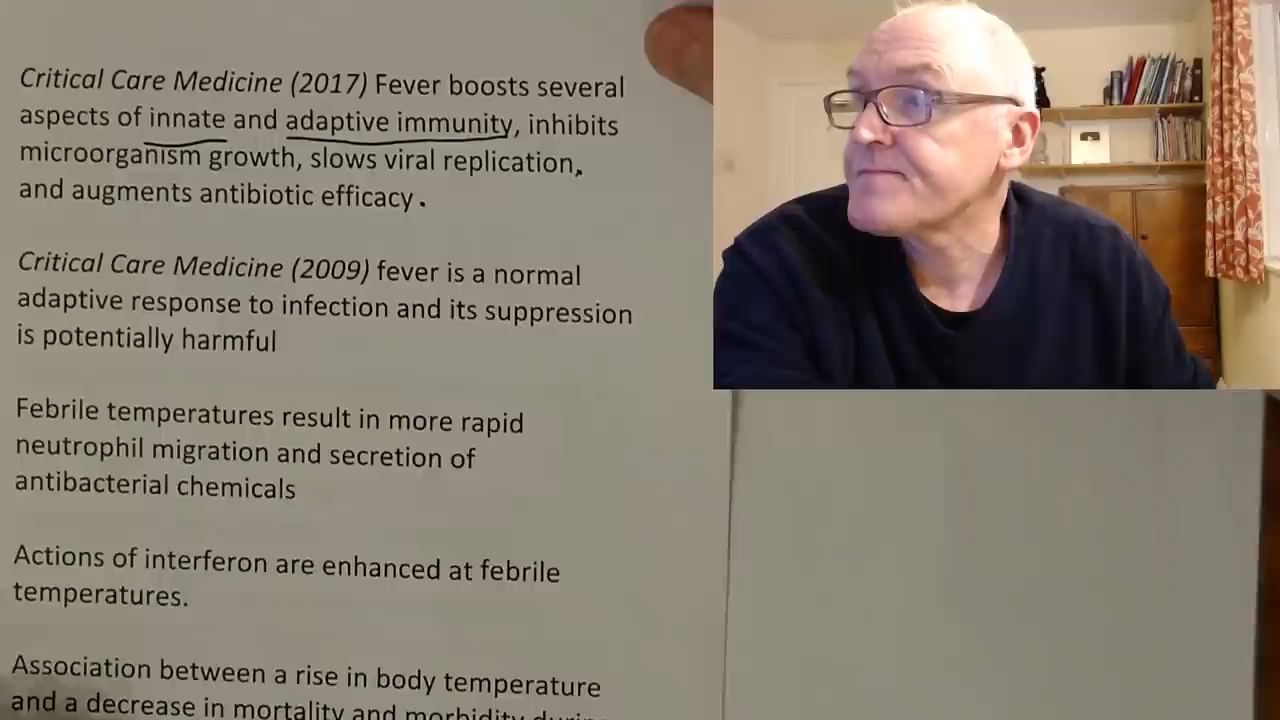 Critical Care Medicine (2017) Fever boosts several
aspects of innate and adaptive immunity, inhibits
microorganism growth, slows viral replication,
and augments antibiotic efficacy.
Critical Care Medicine (2009) fever is a normal
adaptive response to infection and its suppression
is potentially harmful
Febrile temperatures result in more rapid
neutrophil migration and secretion of
antibacterial chemicals
Actions of interferon are enhanced at febrile
temperatures.
Association between a rise in body temperature
and a decrease in mortality and morbidity